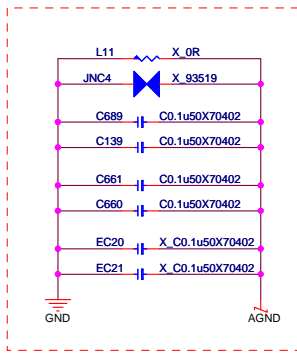 L11 X_0R
JNC4 X_93519
C689 C0.1u50X70402
C139 C0.1u50X70402
C661 C0.1u50X70402
C660 C0.1u50X70402
EC20 X_C0.1u50X70402
EC21 X_C0.1u50X70402
GND AGND